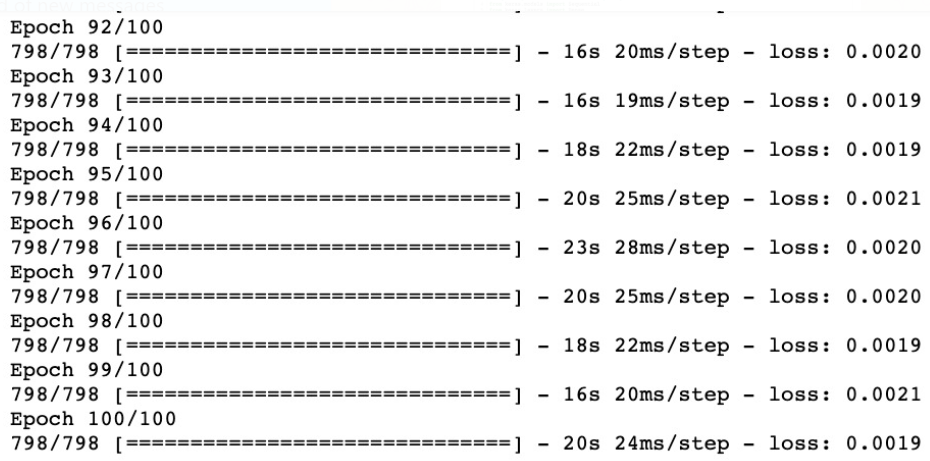 Epoch 92/100
798/798 [==============================] - 16s 20ms/step - loss: 0.0020
Epoch 93/100
798/798 [==============================] - 16s 19ms/step - loss: 0.0019
Epoch 94/100
798/798 [==============================] - 18s 22ms/step - loss: 0.0019
Epoch 95/100
798/798 [==============================] - 20s 25ms/step - loss: 0.0021
Epoch 96/100
798/798 [==============================] - 23s 28ms/step - loss: 0.0020
Epoch 97/100
798/798 [==============================] - 20s 25ms/step - loss: 0.0020
Epoch 98/100
798/798 [==============================] - 18s 22ms/step - loss: 0.0019
Epoch 99/100
798/798 [==============================] - 16s 20ms/step - loss: 0.0021
Epoch 100/100
798/798 [==============================] - 20s 24ms/step - loss: 0.0019